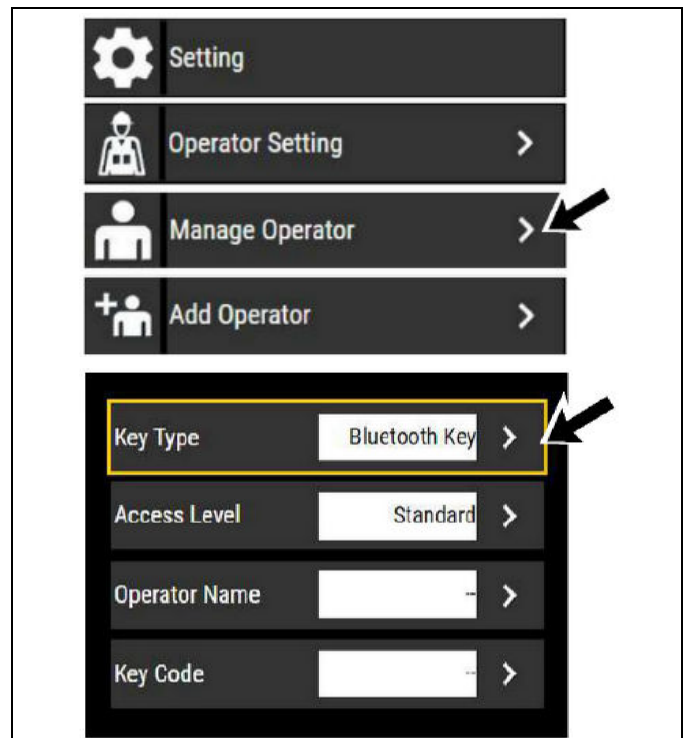 Setting
Operator Setting
Manage Operator
Add Operator
Key Type Bluetooth Key
Access Level Standard
Operator Name --
Key Code --